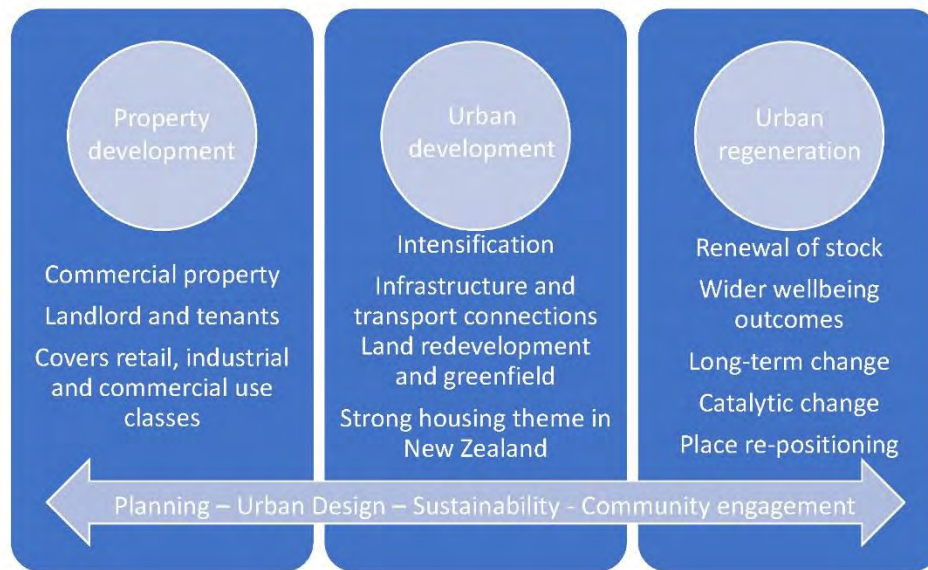 Property
development
Commercial property
Landlord and tenants
Covers retail, industrial
and commercial use
classes
Urban
development
Intensification
Infrastructure and
transport connections
Land redevelopment
and greenfield
Strong housing theme in
New Zealand
Urban
regeneration
Renewal of stock
Wider wellbeing
outcomes
Long-term change
Catalytic change
Place re-positioning
Planning – Urban Design – Sustainability - Community engagement